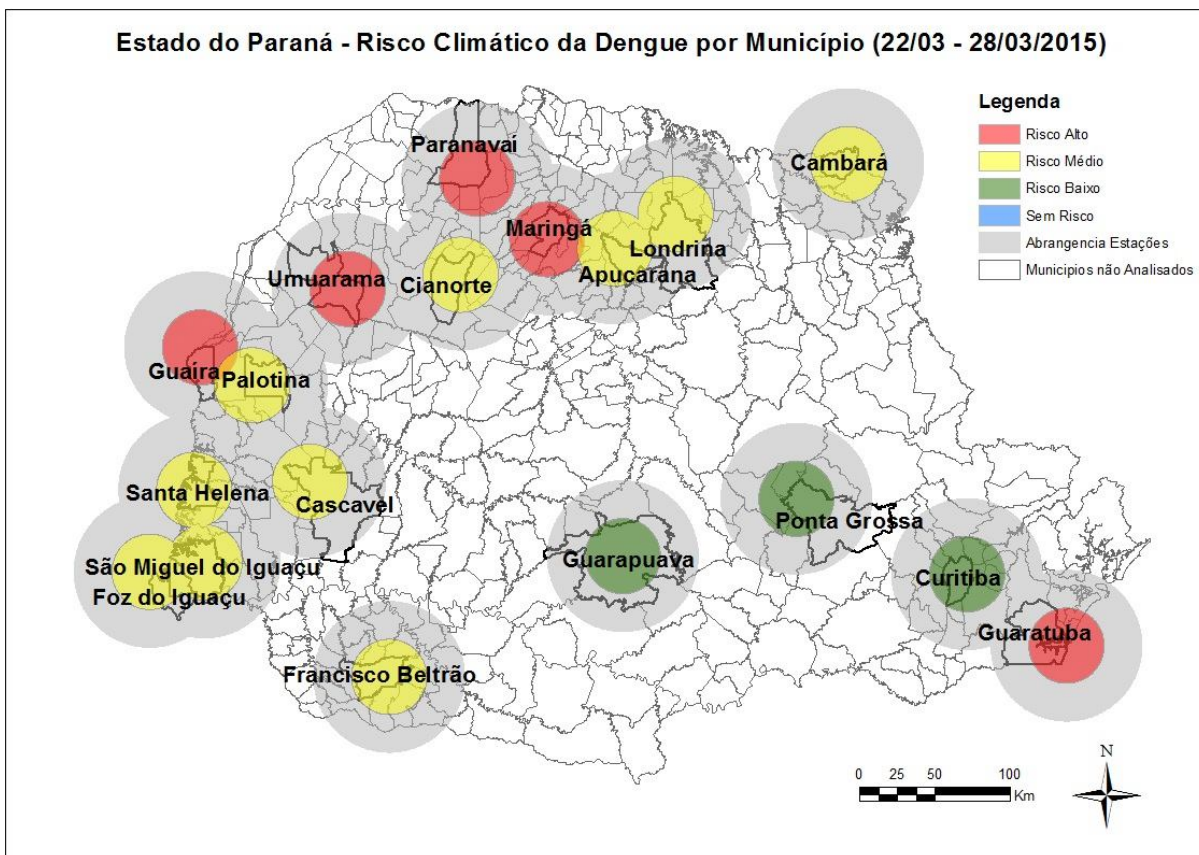 Estado do Paraná - Risco Climático da Dengue por Município (22/03 - 28/03/2015)
Legenda
Risco Alto
Risco Médio
Risco Baixo
Sem Risco
Abrangencia Estações
Municipios não Analisados
Paranavaí
Cambará
Maringá
Londrina
Apucarana
Umuarama
Cianorte
Guaíra
Palotina
Santa Helena
Cascavel
Ponta Grossa
São Miguel do Iguaçu
Foz do Iguaçu
Guarapuava
Curitiba
Guaratuba
Francisco Beltrão
N
0 25 50 100
Km